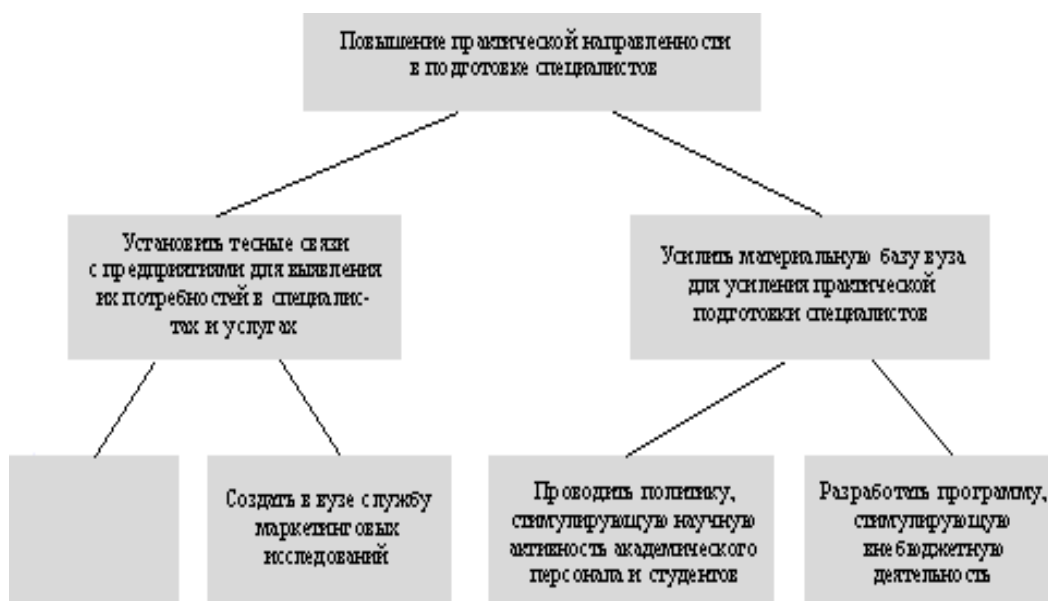 Повышение практической направленности
в подготовке специалистов
Установить тесные связи
с предприятиями для выявления
их потребностей в специалис-
тах и услугах
Усилить материальную базу вуза
для усиления практической
подготовки специалистов
Создать в вузе службу
маркетинговых
исследований
Проводить политику,
стимулирующую научную
активность академического
персонала и студентов
Разработать программу,
стимулирующую
внебюджетную
деятельность